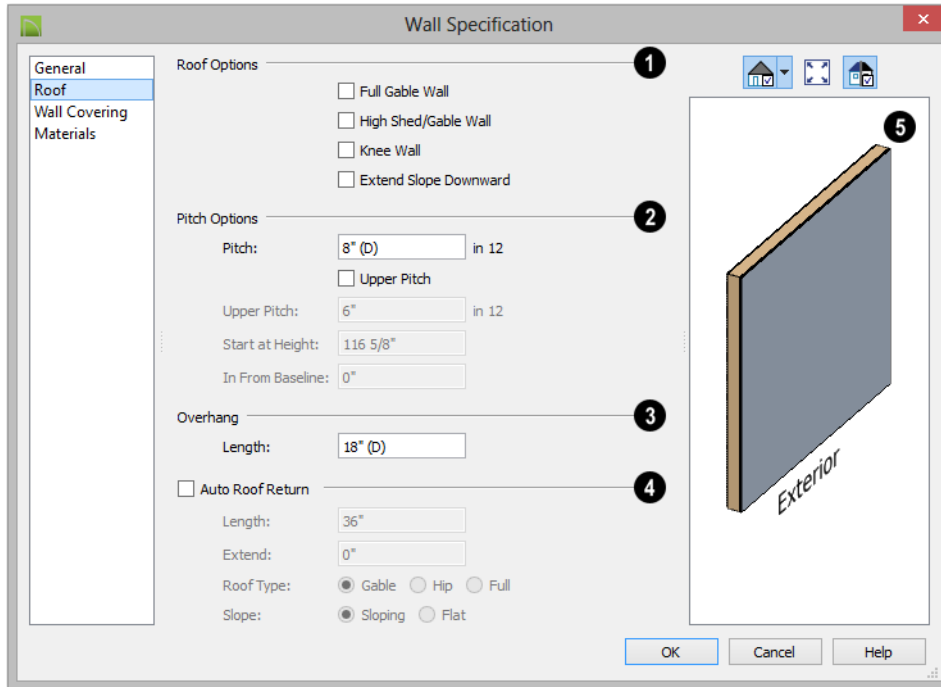 Wall Specification
General
Roof
Wall Covering
Materials
Roof Options
1
Full Gable Wall
High Shed/Gable Wall
Knee Wall
Extend Slope Downward
Pitch Options
2
Pitch: 8" (D) in 12
Upper Pitch
Upper Pitch: 6" in 12
Start at Height: 116 5/8"
In From Baseline: 0"
Overhang
3
Length: 18" (D)
Auto Roof Return
4
Length: 36"
Extend: 0"
Roof Type: Gable Hip Full
Slope: Sloping Flat
5
Exterior
OK Cancel Help